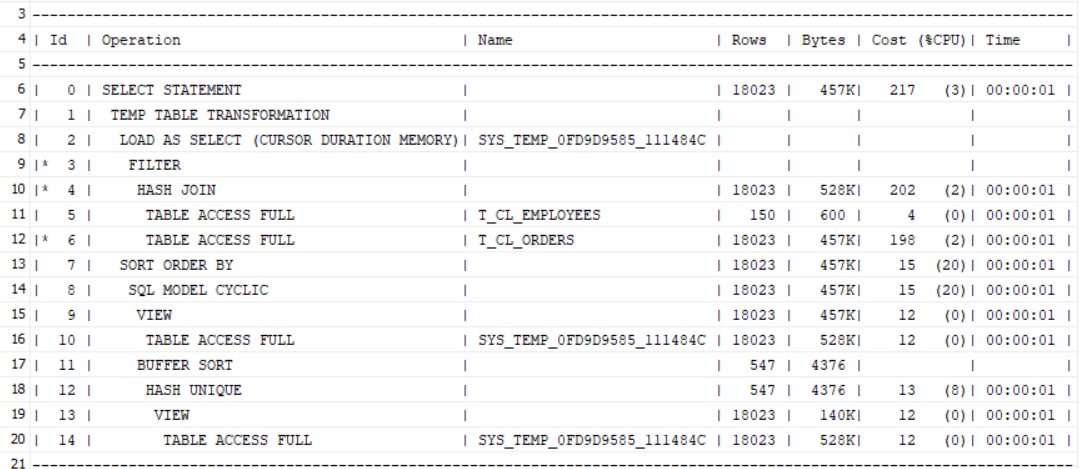 3 --------------------------------------------------------------------------------------------------------------------------------
4 | Id  | Operation                                | Name                        | Rows  | Bytes | Cost (%CPU)| Time     |
5 --------------------------------------------------------------------------------------------------------------------------------
6 |   0 | SELECT STATEMENT                         |                             | 18023 |   457K|   217   (3)| 00:00:01 |
7 |   1 |  TEMP TABLE TRANSFORMATION               |                             |       |       |            |          |
8 |   2 |   LOAD AS SELECT (CURSOR DURATION MEMORY)| SYS_TEMP_0FD9D9585_111484C |       |       |            |          |
9 |*  3 |    FILTER                                |                             |       |       |            |          |
10 |*  4 |     HASH JOIN                            |                             | 18023 |   528K|   202   (2)| 00:00:01 |
11 |   5 |      TABLE ACCESS FULL                   | T_CL_EMPLOYEES              |   150 |   600 |     4   (0)| 00:00:01 |
12 |*  6 |      TABLE ACCESS FULL                   | T_CL_ORDERS                 | 18023 |   457K|   198   (2)| 00:00:01 |
13 |   7 |   SORT ORDER BY                          |                             | 18023 |   457K|    15  (20)| 00:00:01 |
14 |   8 |    SQL MODEL CYCLIC                      |                             | 18023 |   457K|    15  (20)| 00:00:01 |
15 |   9 |     VIEW                                 |                             | 18023 |   457K|    12   (0)| 00:00:01 |
16 |  10 |      TABLE ACCESS FULL                   | SYS_TEMP_0FD9D9585_111484C | 18023 |   528K|    12   (0)| 00:00:01 |
17 |  11 |     BUFFER SORT                          |                             |   547 |  4376 |            |          |
18 |  12 |      HASH UNIQUE                         |                             |   547 |  4376 |    13   (8)| 00:00:01 |
19 |  13 |       VIEW                               |                             | 18023 |   140K|    12   (0)| 00:00:01 |
20 |  14 |        TABLE ACCESS FULL                 | SYS_TEMP_0FD9D9585_111484C | 18023 |   528K|    12   (0)| 00:00:01 |
21 --------------------------------------------------------------------------------------------------------------------------------